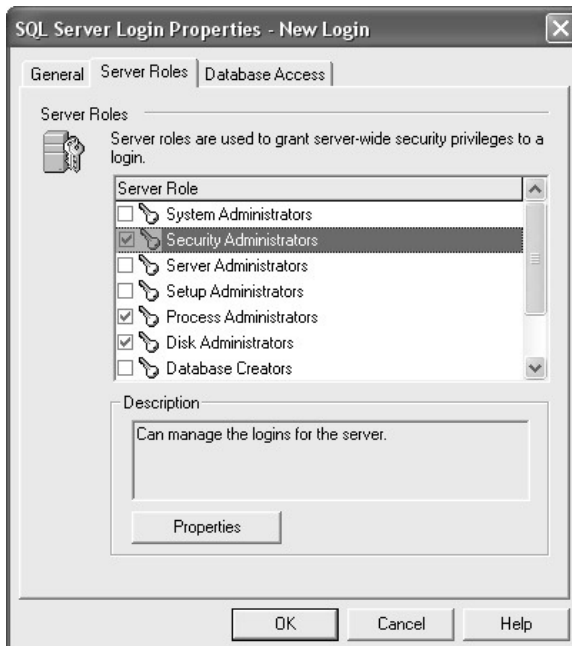 SQL Server Login Properties - New Login
General Server Roles Database Access
Server Roles
Server roles are used to grant server-wide security privileges to a
login.
Server Role
System Administrators
Security Administrators
Server Administrators
Setup Administrators
Process Administrators
Disk Administrators
Database Creators
Description
Can manage the logins for the server.
Properties
OK Cancel Help